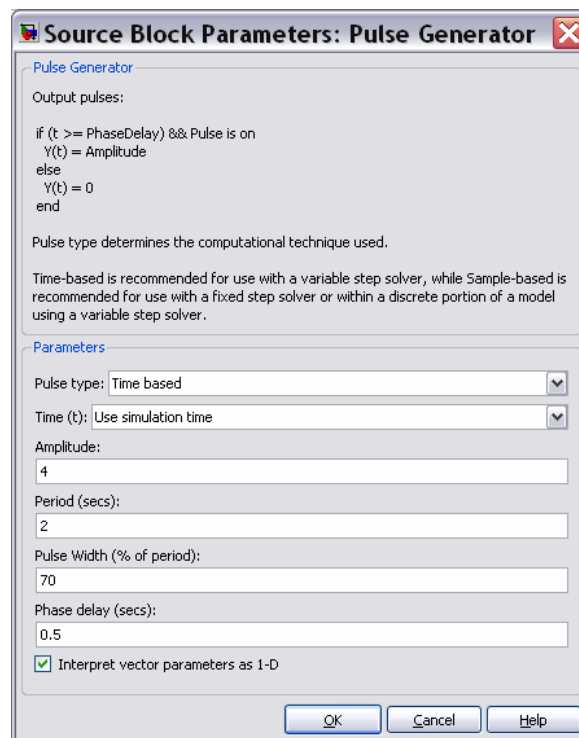 Source Block Parameters: Pulse Generator
Pulse Generator
Output pulses:
if (t >= PhaseDelay) && Pulse is on
Y(t) = Amplitude
else
Y(t) = 0
end
Pulse type determines the computational technique used.
Time-based is recommended for use with a variable step solver, while Sample-based is
recommended for use with a fixed step solver or within a discrete portion of a model
using a variable step solver.
Parameters
Pulse type: Time based
Time (t): Use simulation time
Amplitude:
4
Period (secs):
2
Pulse Width (% of period):
70
Phase delay (secs):
0.5
Interpret vector parameters as 1-D
OK Cancel Help